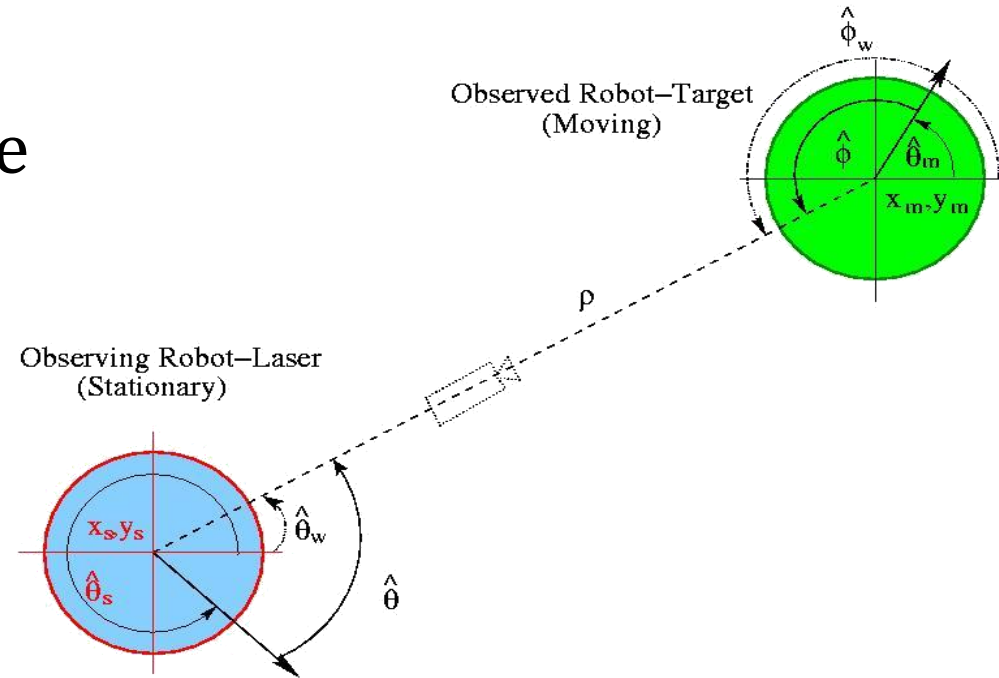 e
φ̂w
Observed Robot–Target
(Moving)
φ̂
θ̂m
xm,ym
ρ
Observing Robot–Laser
(Stationary)
xs,ys
θ̂w
θ̂s
θ̂